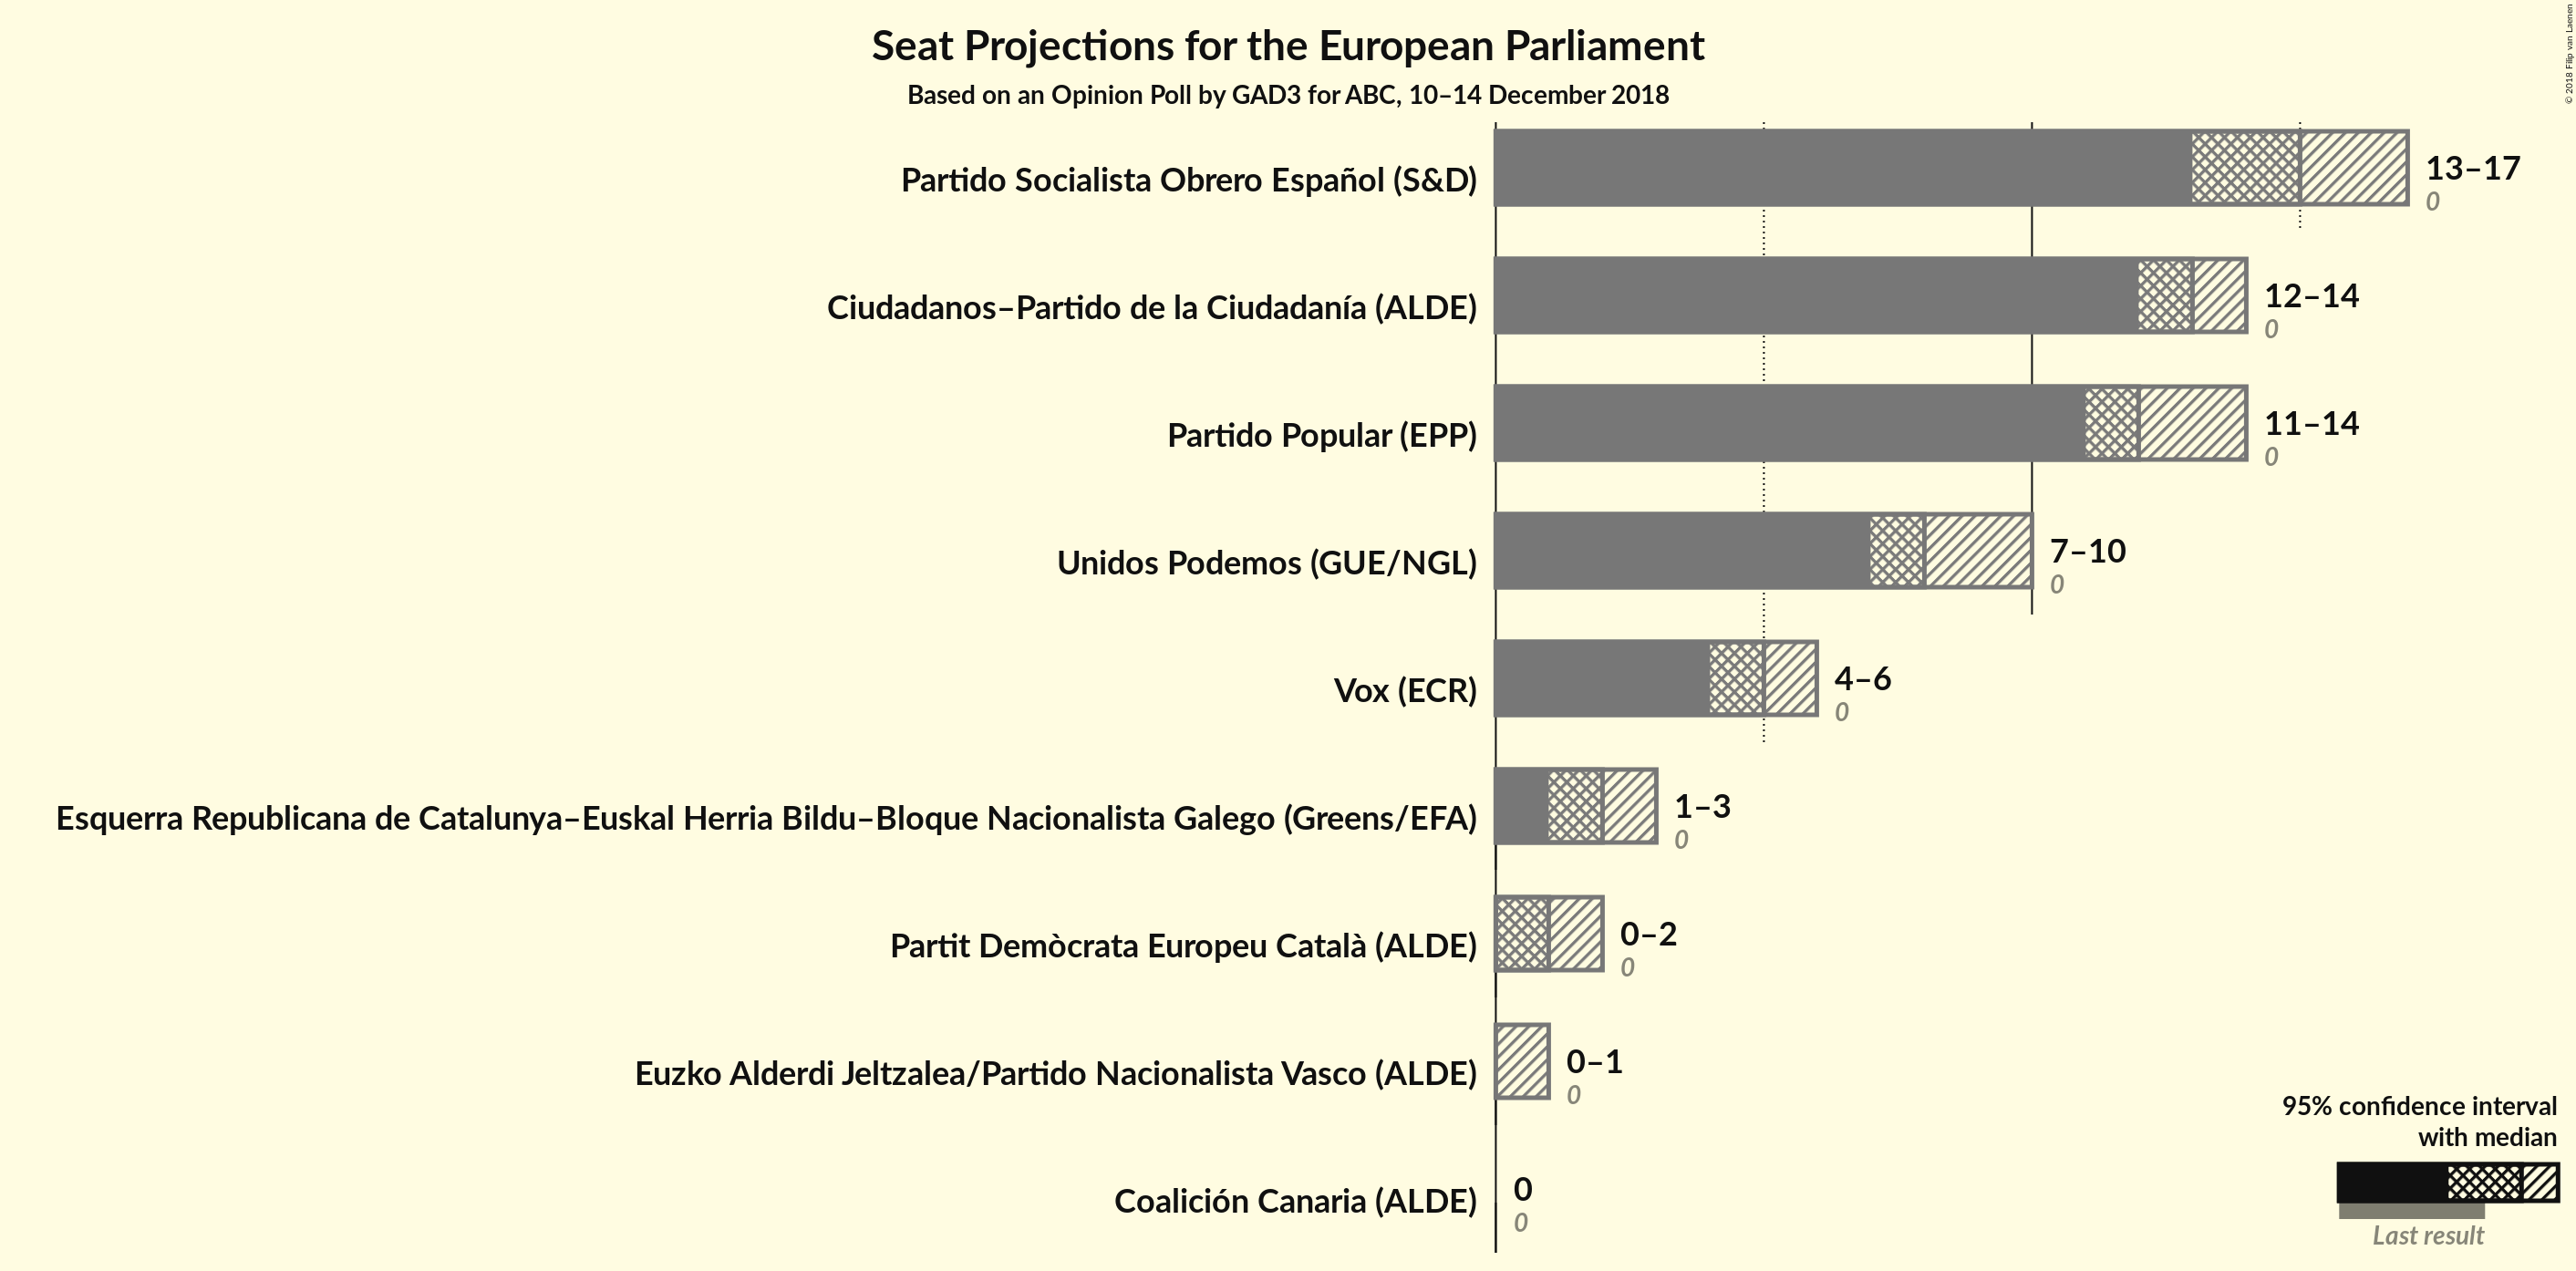 Seat Projections for the European Parliament
Based on an Opinion Poll by GAD3 for ABC, 10–14 December 2018
© 2018 Filip van Laenen
Partido Socialista Obrero Español (S&D)
13–17
0
Ciudadanos–Partido de la Ciudadanía (ALDE)
12–14
0
Partido Popular (EPP)
11–14
0
Unidos Podemos (GUE/NGL)
7–10
0
Vox (ECR)
4–6
0
Esquerra Republicana de Catalunya–Euskal Herria Bildu–Bloque Nacionalista Galego (Greens/EFA)
1–3
0
Partit Demòcrata Europeu Català (ALDE)
0–2
0
Euzko Alderdi Jeltzalea/Partido Nacionalista Vasco (ALDE)
0–1
0
Coalición Canaria (ALDE)
0
0
95% confidence interval
with median
Last result